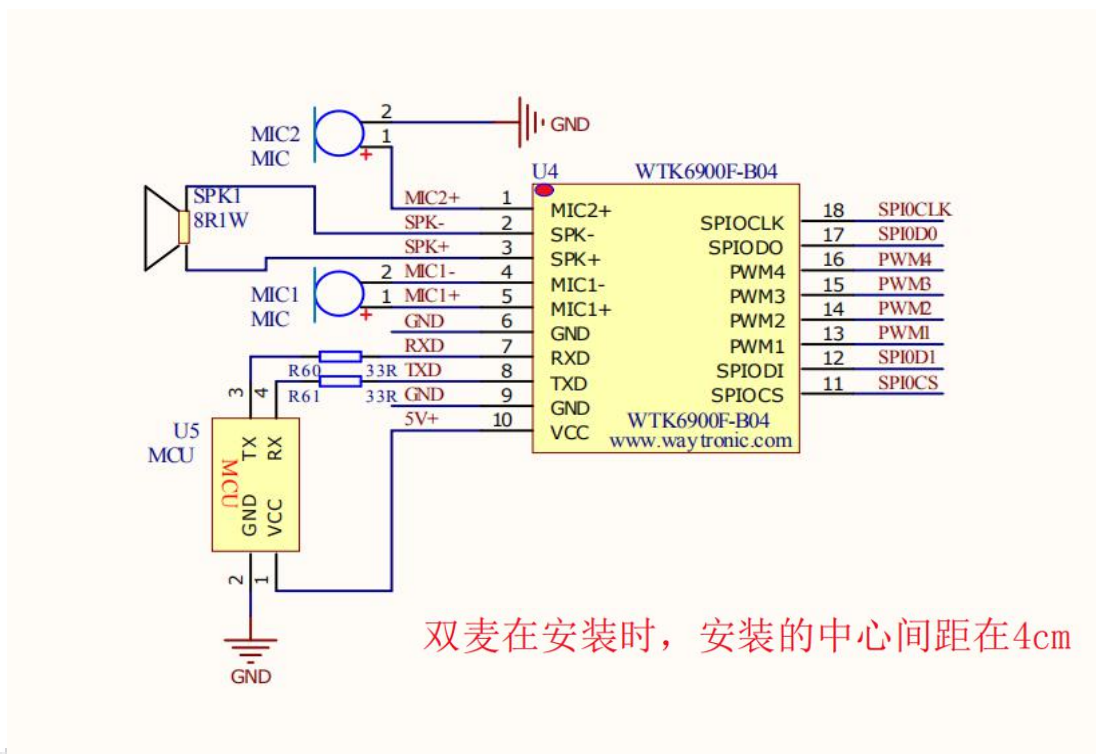 2
GND
MIC2
MIC
1
+
U4
WTK6900F-B04
SPK1
8R1W
MIC2+ 1 MIC2+
SPK- 2 SPK-
SPK+ 3 SPK+
2 MIC1- 4 MIC1-
MIC1
MIC
1 MIC1+ 5 MIC1+
+
GND 6 GND
RXD 7 RXD
R60 33R
TXD 8 TXD
R61 33R
GND 9 GND
5V+ 10 VCC
SPIOCLK 18 SPI0CLK
SPIODO 17 SPI0D0
PWM4 16 PWM4
PWM3 15 PWM3
PWM2 14 PWM2
PWM1 13 PWM1
SPIODI 12 SPI0D1
SPIOCS 11 SPI0CS
WTK6900F-B04
www.waytronic.com
3 4
U5
MCU
TX RX
MCU
GND VCC
2 1
GND
双麦在安装时，安装的中心间距在4cm